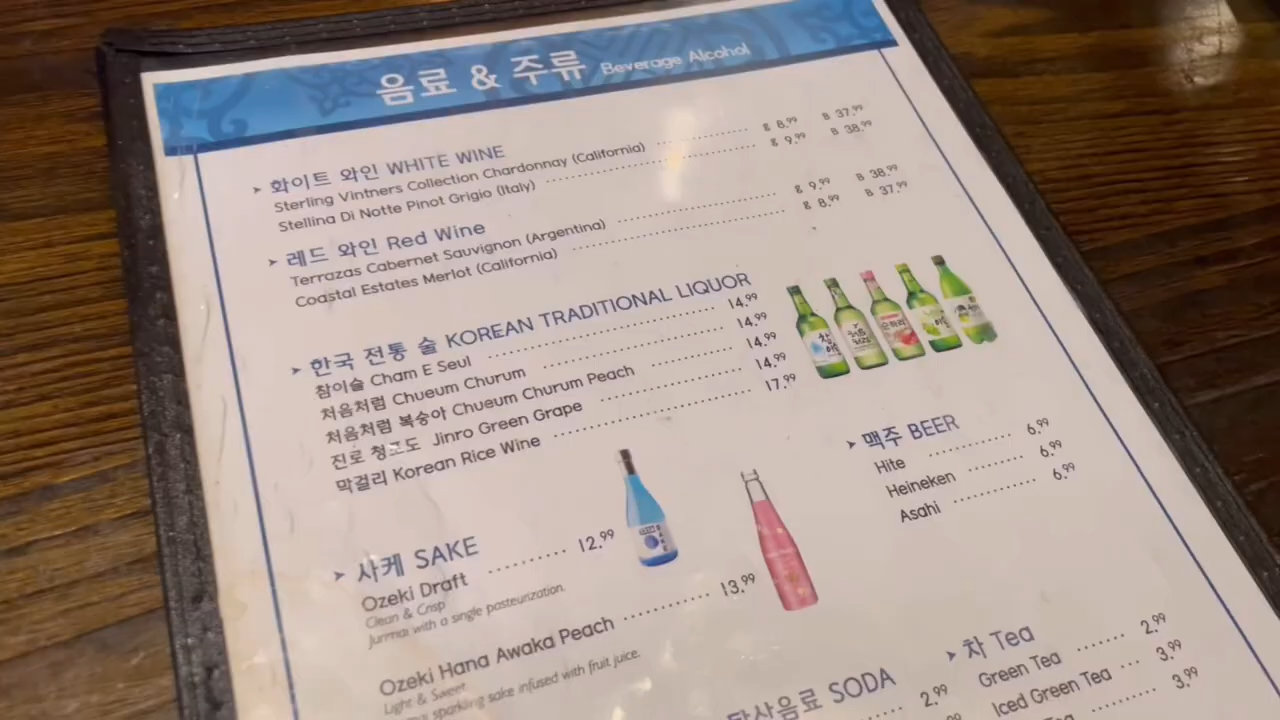 음료 & 주류 Beverage Alcohol
➤ 화이트 와인 WHITE WINE
Sterling Vintners Collection Chardonnay (California) ........ g 8.99 B 37.99
Stellina Di Notte Pinot Grigio (Italy) ........ g 9.99 B 38.99
➤ 레드 와인 Red Wine
Terrazas Cabernet Sauvignon (Argentina) ........ g 9.99 B 38.99
Coastal Estates Merlot (California) ........ g 8.99 B 37.99
➤ 한국 전통 술 KOREAN TRADITIONAL LIQUOR
참이슬 Cham E Seul ........ 14.99
처음처럼 Chueum Churum ........ 14.99
처음처럼 복숭아 Chueum Churum Peach ........ 14.99
진로 청포도 Jinro Green Grape ........ 14.99
막걸리 Korean Rice Wine ........ 17.99
➤ 맥주 BEER
Hite ........ 6.99
Heineken ........ 6.99
Asahi ........ 6.99
➤ 사케 SAKE
Ozeki Draft ........ 12.99
Clean & Crisp
Junmai with a single pasteurization.
Ozeki Hana Awaka Peach ........ 13.99
Light & Sweet
sparkling sake infused with fruit juice.
탄산음료 SODA
2.99
➤ 차 Tea
Green Tea ........ 2.99
Iced Green Tea ... 3.99
Tea ........ 3.99